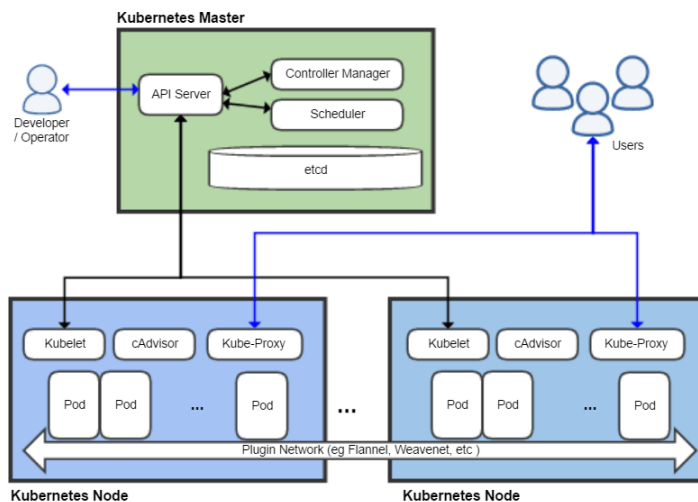 Kubernetes Master
API Server
Controller Manager
Scheduler
etcd
Developer
/ Operator
Users
Kubelet
cAdvisor
Kube-Proxy
Pod
Pod
...
Pod
...
Kubelet
cAdvisor
Kube-Proxy
Pod
Pod
...
Pod
Plugin Network (eg Flannel, Weavenet, etc )
Kubernetes Node
Kubernetes Node